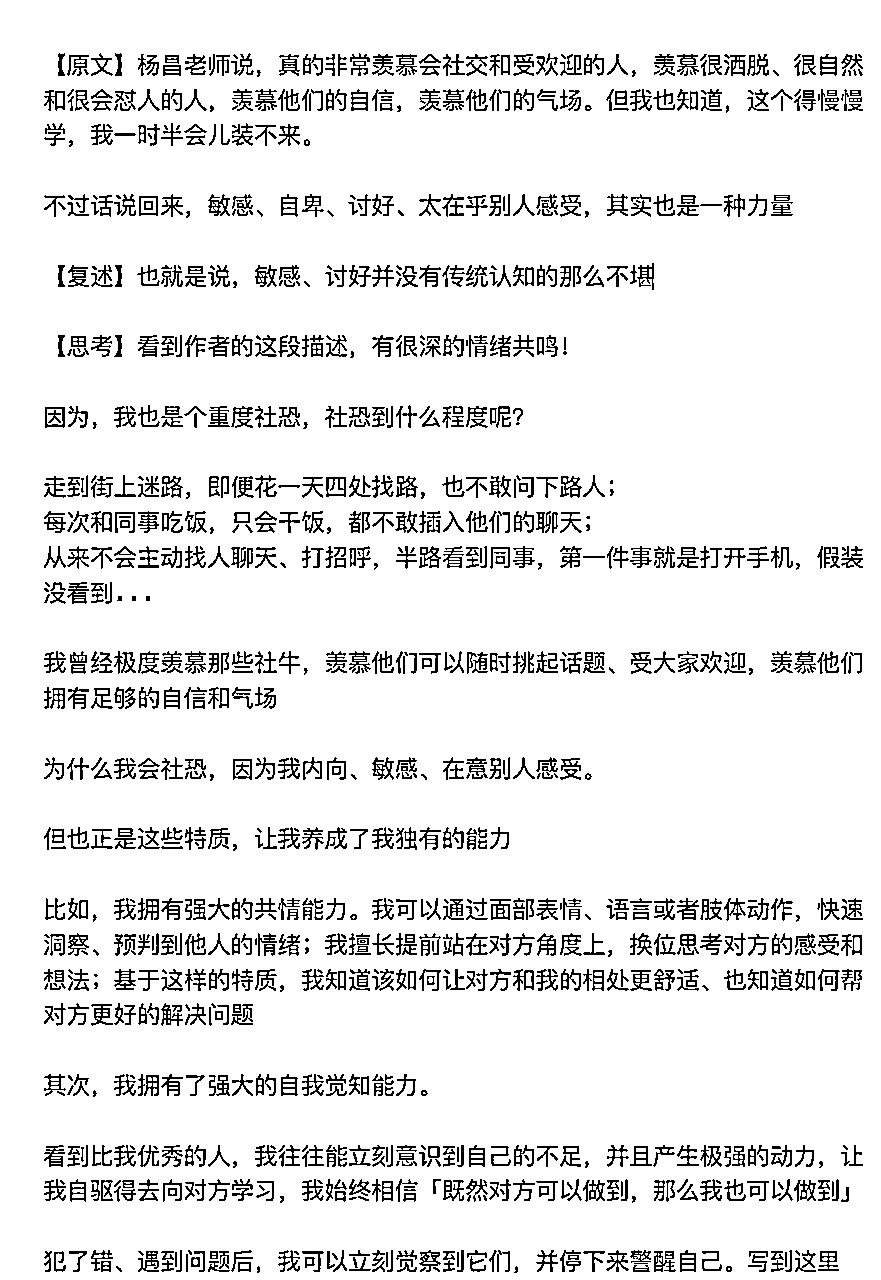 【原文】杨昌老师说，真的非常羡慕会社交和受欢迎的人，羡慕很洒脱、很自然
和很会怼人的人，羡慕他们的自信，羡慕他们的气场。但我也知道，这个得慢慢
学，我一时半会儿装不来。
不过话说回来，敏感、自卑、讨好、太在乎别人感受，其实也是一种力量
【复述】也就是说，敏感、讨好并没有传统认知的那么不堪
【思考】看到作者的这段描述，有很深的情绪共鸣！
因为，我也是个重度社恐，社恐到什么程度呢？
走到街上迷路，即便花一天四处找路，也不敢问下路人；
每次和同事吃饭，只会干饭，都不敢插入他们的聊天；
从来不会主动找人聊天、打招呼，半路看到同事，第一件事就是打开手机，假装
没看到...
我曾经极度羡慕那些社牛，羡慕他们可以随时挑起话题、受大家欢迎，羡慕他们
拥有足够的自信和气场
为什么我会社恐，因为我内向、敏感、在意别人感受。
但也正是这些特质，让我养成了我独有的能力
比如，我拥有强大的共情能力。我可以通过面部表情、语言或者肢体动作，快速
洞察、预判到他人的情绪；我擅长提前站在对方角度上，换位思考对方的感受和
想法；基于这样的特质，我知道该如何让对方和我的相处更舒适、也知道如何帮
对方更好的解决问题
其次，我拥有了强大的自我觉知能力。
看到比我优秀的人，我往往能立刻意识到自己的不足，并且产生极强的动力，让
我自驱得去向对方学习，我始终相信「既然对方可以做到，那么我也可以做到」
犯了错、遇到问题后，我可以立刻觉察到它们，并停下来警醒自己。写到这里